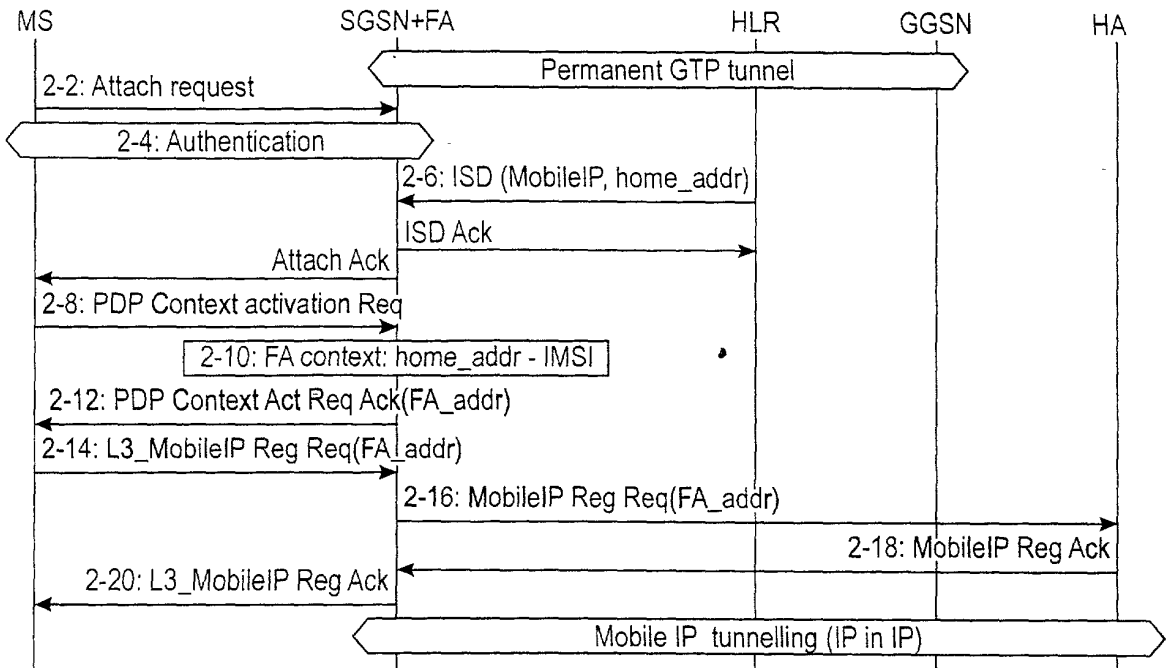 MS SGSN+FA HLR GGSN HA
Permanent GTP tunnel
2-2: Attach request
2-4: Authentication
2-6: ISD (MobileIP, home_addr)
ISD Ack
Attach Ack
2-8: PDP Context activation Req
2-10: FA context: home_addr - IMSI
2-12: PDP Context Act Req Ack(FA_addr)
2-14: L3_MobileIP Reg Req(FA_addr)
2-16: MobileIP Reg Req(FA_addr)
2-18: MobileIP Reg Ack
2-20: L3_MobileIP Reg Ack
Mobile IP tunnelling (IP in IP)